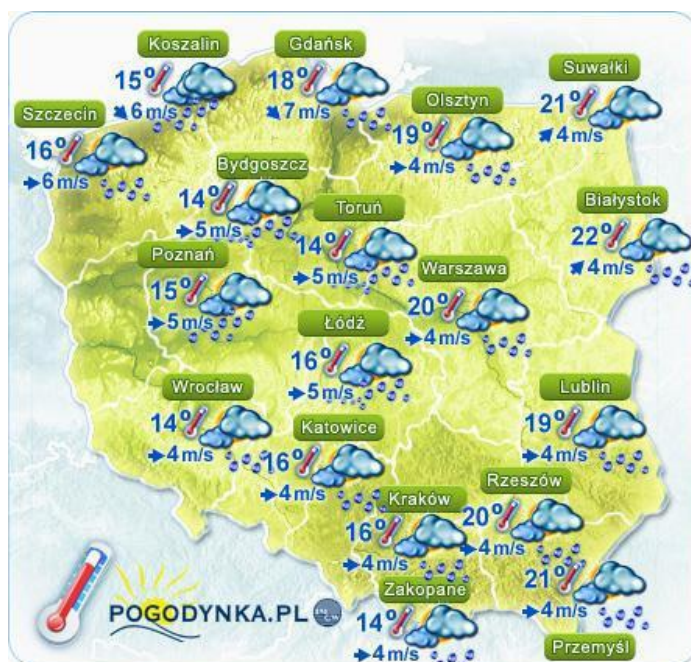 Koszalin
15°
6 m/s
Gdańsk
18°
7 m/s
Suwałki
21°
4 m/s
Szczecin
16°
6 m/s
Olsztyn
19°
4 m/s
Bydgoszcz
14°
5 m/s
Toruń
14°
5 m/s
Białystok
22°
4 m/s
Poznań
15°
5 m/s
Warszawa
20°
4 m/s
Łódź
16°
5 m/s
Wrocław
14°
4 m/s
Katowice
16°
4 m/s
Lublin
19°
4 m/s
Kraków
16°
4 m/s
Rzeszów
20°
4 m/s
Zakopane
14°
4 m/s
21°
4 m/s
Przemyśl
POGODYNKA.PL